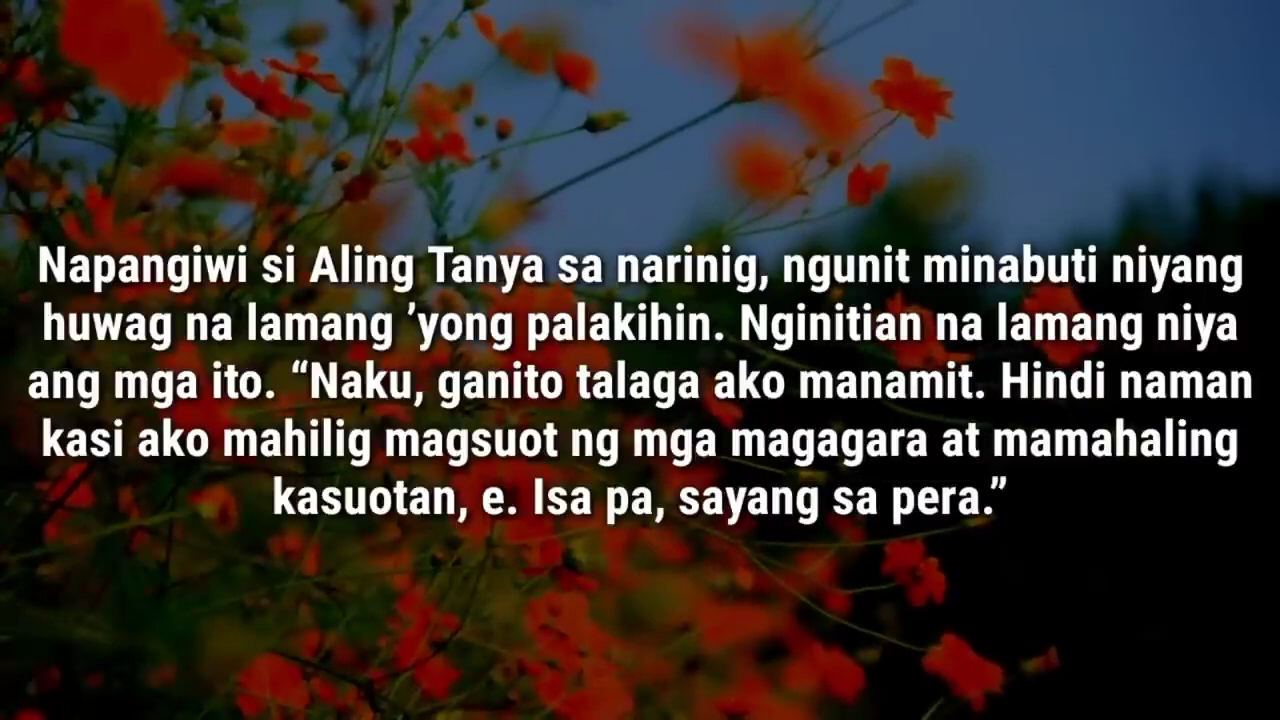 Napangiwi si Aling Tanya sa narinig, ngunit minabuti niyang
huwag na lamang ’yong palakihin. Nginitian na lamang niya
ang mga ito. “Naku, ganito talaga ako manamit. Hindi naman
kasi ako mahilig magsuot ng mga magagara at mamahaling
kasuotan, e. Isa pa, sayang sa pera.”